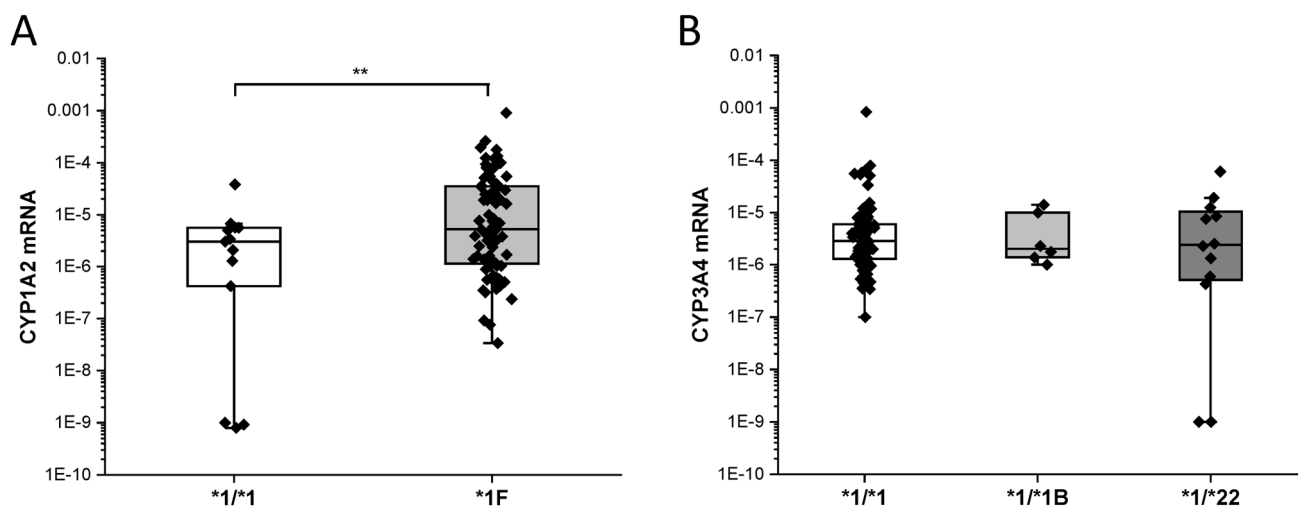 A
CYP1A2 mRNA
0.01
0.001
1E-4
1E-5
1E-6
1E-7
1E-8
1E-9
1E-10
**
*1/*1 *1F
B
CYP3A4 mRNA
0.01
0.001
1E-4
1E-5
1E-6
1E-7
1E-8
1E-9
1E-10
*1/*1 *1/*1B *1/*22